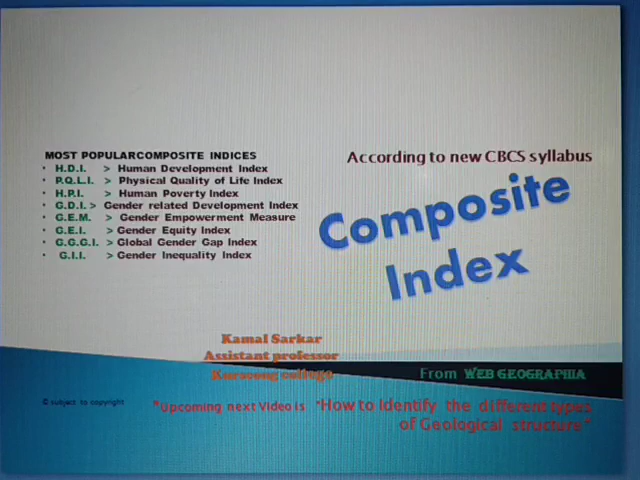 MOST POPULARCOMPOSITE INDICES
• H.D.I. > Human Development Index
• P.Q.L.I. > Physical Quality of Life Index
• H.P.I. > Human Poverty Index
• G.D.I. > Gender related Development Index
• G.E.M. > Gender Empowerment Measure
• G.E.I. > Gender Equity Index
• G.G.G.I. > Global Gender Gap Index
• G.I.I. > Gender Inequality Index
According to new CBCS syllabus
Composite
Index
Kamal Sarkar
Assistant professor
Kurseong college
From WEB GEOGRAPHIA
© subject to copyright
"Upcoming next Video is "How to Identify the different types
of Geological structure"